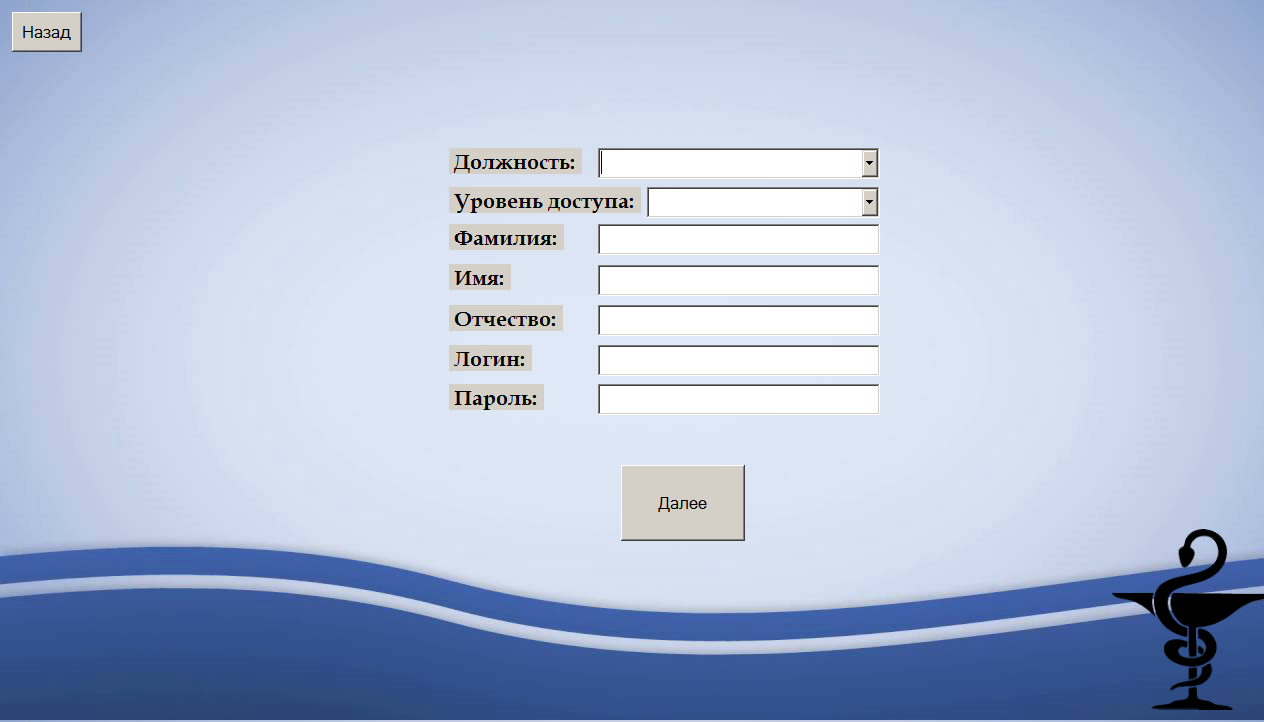 Назад
Должность:
Уровень доступа:
Фамилия:
Имя:
Отчество:
Логин:
Пароль:
Далее